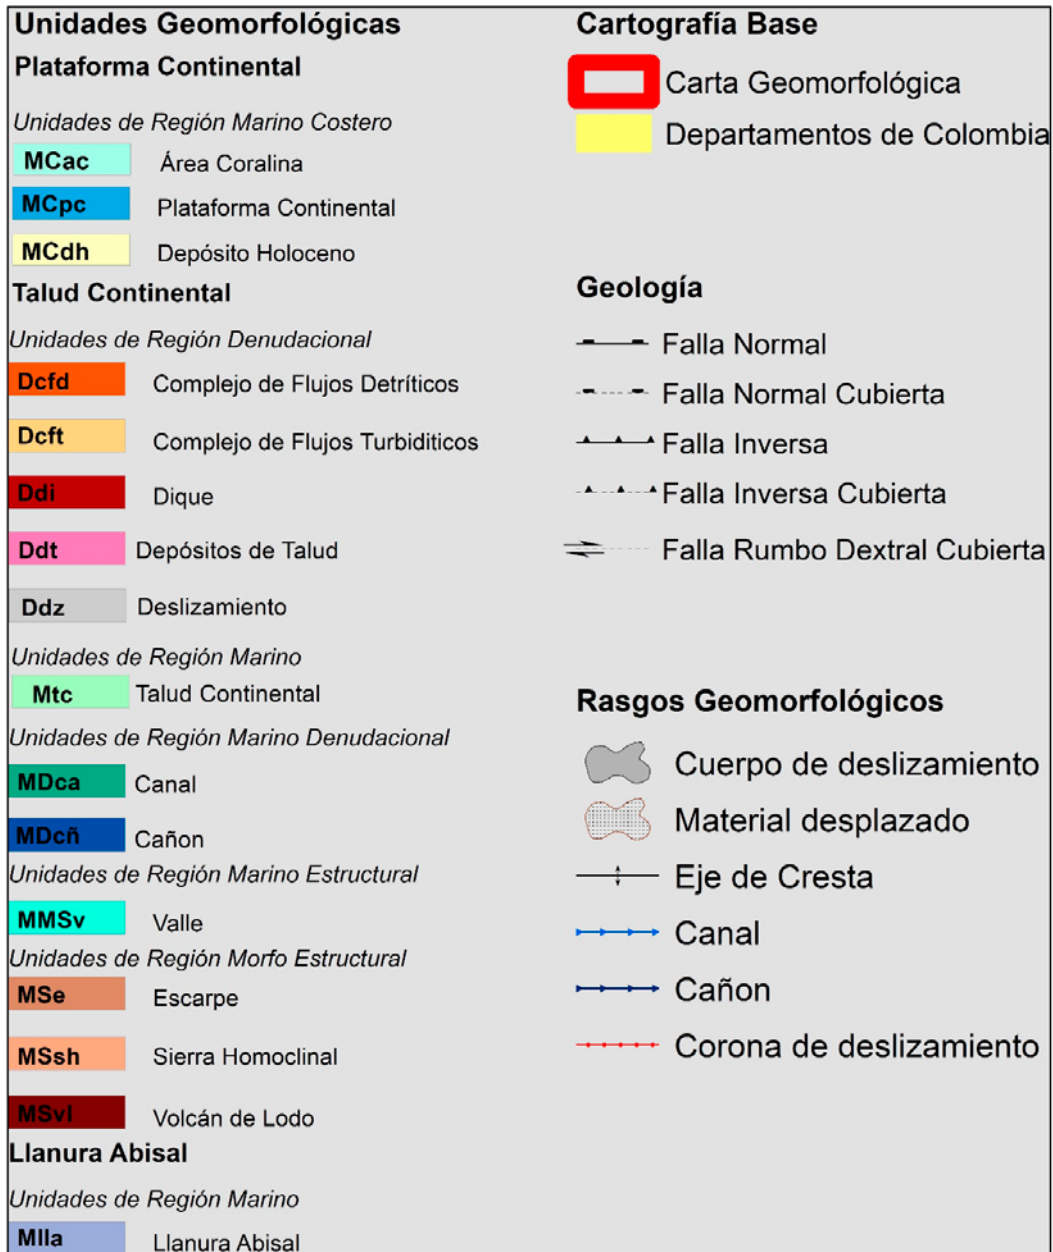 Unidades Geomorfológicas
Plataforma Continental
Unidades de Región Marino Costero
MCac Área Coralina
MCpc Plataforma Continental
MCdh Depósito Holoceno
Talud Continental
Unidades de Región Denudacional
Dcfd Complejo de Flujos Detríticos
Dcft Complejo de Flujos Turbiditicos
Ddi Dique
Ddt Depósitos de Talud
Ddz Deslizamiento
Unidades de Región Marino
Mtc Talud Continental
Unidades de Región Marino Denudacional
MDca Canal
MDcñ Cañon
Unidades de Región Marino Estructural
MMSv Valle
Unidades de Región Morfo Estructural
MSe Escarpe
MSsh Sierra Homoclinal
MSvl Volcán de Lodo
Llanura Abisal
Unidades de Región Marino
Mlla Llanura Abisal
Cartografía Base
Carta Geomorfológica
Departamentos de Colombia
Geología
Falla Normal
Falla Normal Cubierta
Falla Inversa
Falla Inversa Cubierta
Falla Rumbo Dextral Cubierta
Rasgos Geomorfológicos
Cuerpo de deslizamiento
Material desplazado
Eje de Cresta
Canal
Cañon
Corona de deslizamiento